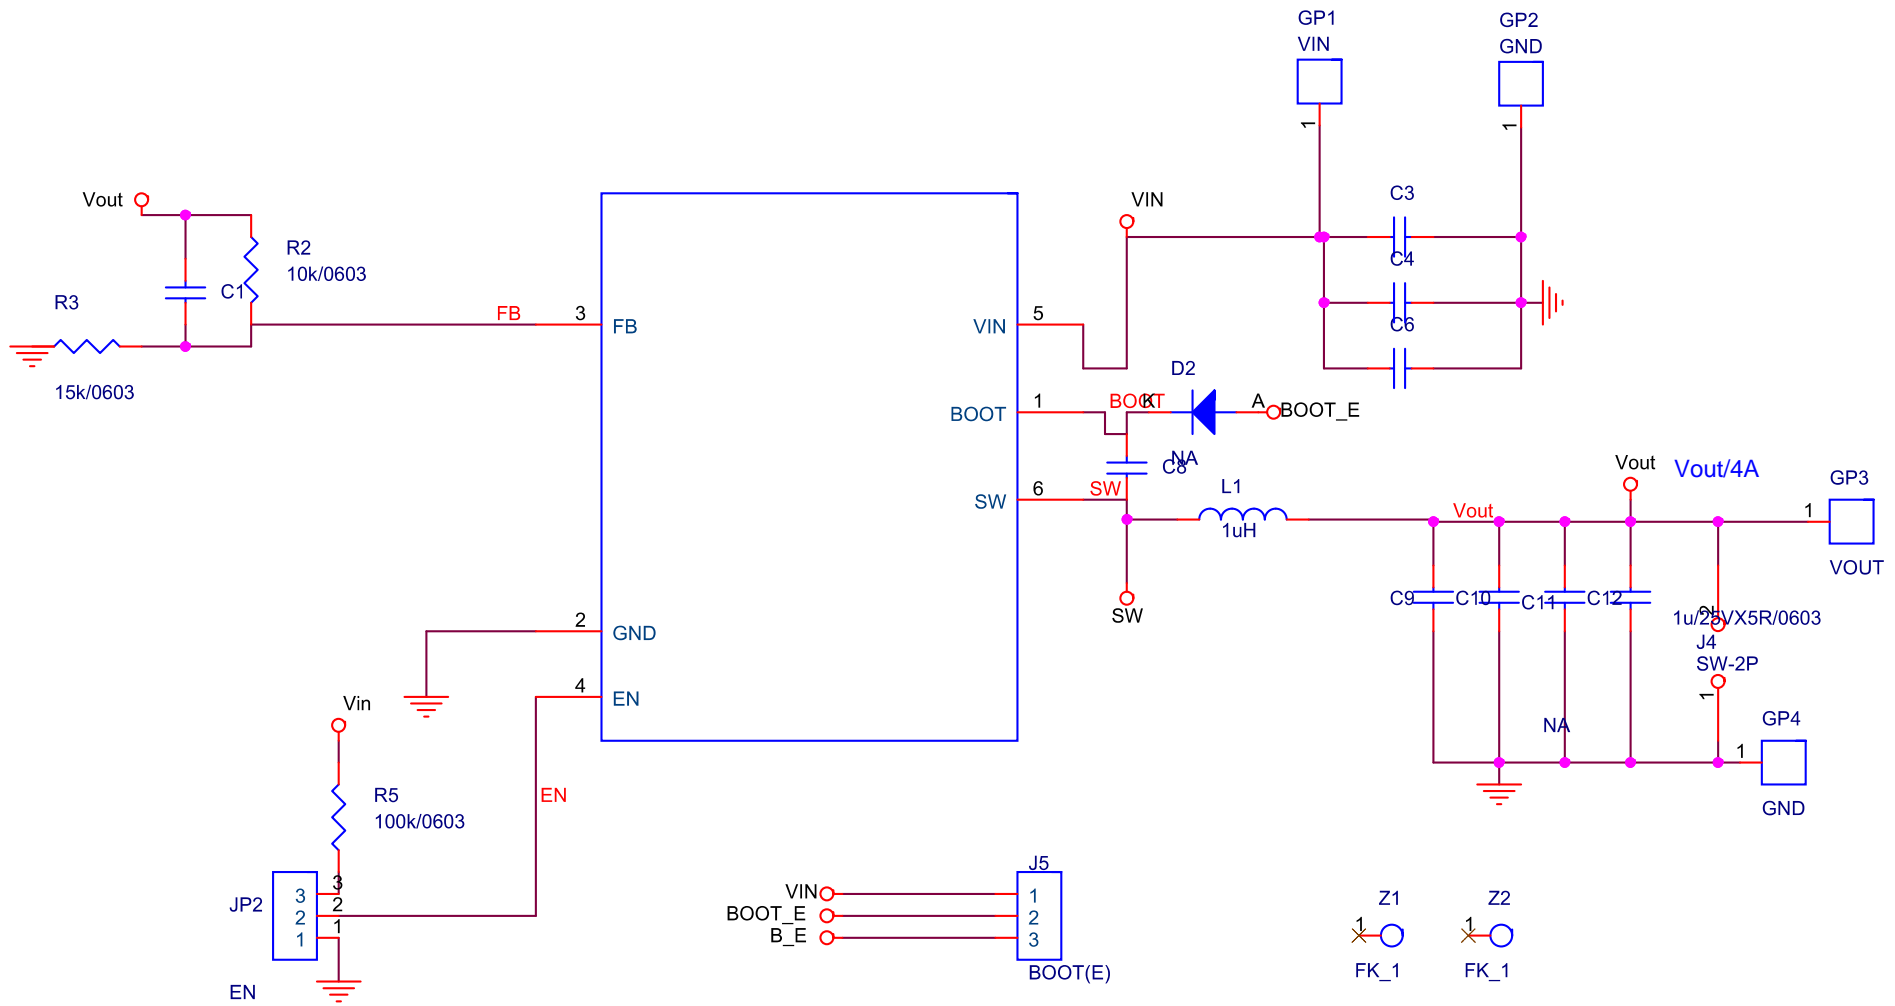 GP1
VIN
1
GP2
GND
1
Vout
R2
10k/0603
C1
R3
15k/0603
FB
3
FB
VIN
5
BOOT
1
SW
6
2
GND
4
EN
VIN
C3
C4
C6
D2
BOOT
K
A
BOOT_E
NA
C8
SW
L1
1uH
SW
Vout
Vout
Vout/4A
GP3
1
VOUT
C9
C10
C11
C12
2
1u/25VX5R/0603
J4
SW-2P
1
NA
GP4
1
GND
Vin
R5
100k/0603
EN
JP2
3
2
1
3
2
1
EN
VIN
BOOT_E
B_E
J5
1
2
3
BOOT(E)
Z1
1
FK_1
Z2
1
FK_1